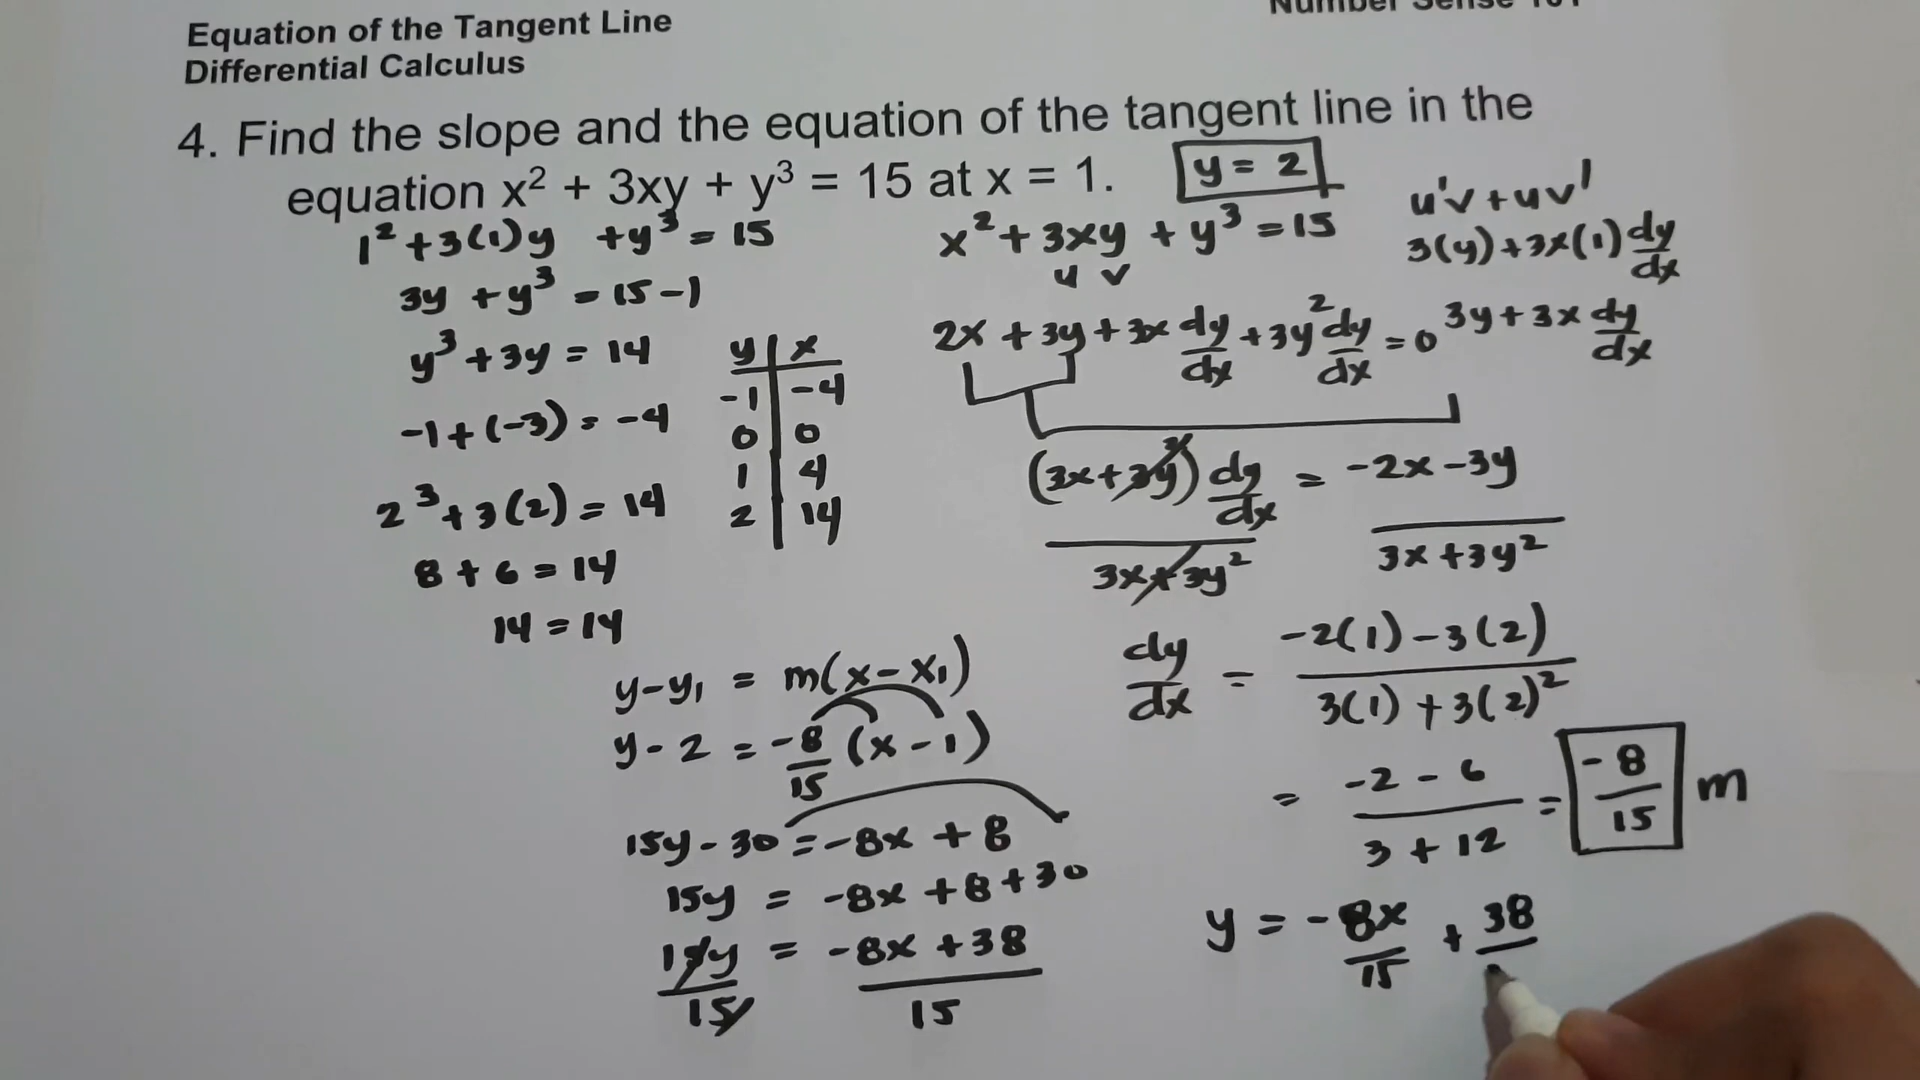 Equation of the Tangent Line
Differential Calculus
4. Find the slope and the equation of the tangent line in the
equation x² + 3xy + y³ = 15 at x = 1.
y = 2
1² + 3(1)y + y³ = 15
3y + y³ = 15 - 1
y³ + 3y = 14
-1 + (-3) = -4
2³ + 3(2) = 14
8 + 6 = 14
14 = 14
y | x
-1 | -4
0 | 0
1 | 4
2 | 14
x² + 3xy + y³ = 15
u v
u'v + uv'
3(y) + 3x(1) dy/dx
3y + 3x dy/dx
2x + 3y + 3x dy/dx + 3y² dy/dx = 0
(3x + 3y²) dy/dx = -2x - 3y
3x + 3y² 3x + 3y²
dy/dx = -2(1) - 3(2) / 3(1) + 3(2)²
= -2 - 6 / 3 + 12 = -8/15 m
y - y₁ = m(x - x₁)
y - 2 = -8/15 (x - 1)
15y - 30 = -8x + 8
15y = -8x + 8 + 30
15y = -8x + 38
15 15
y = -8x/15 + 38